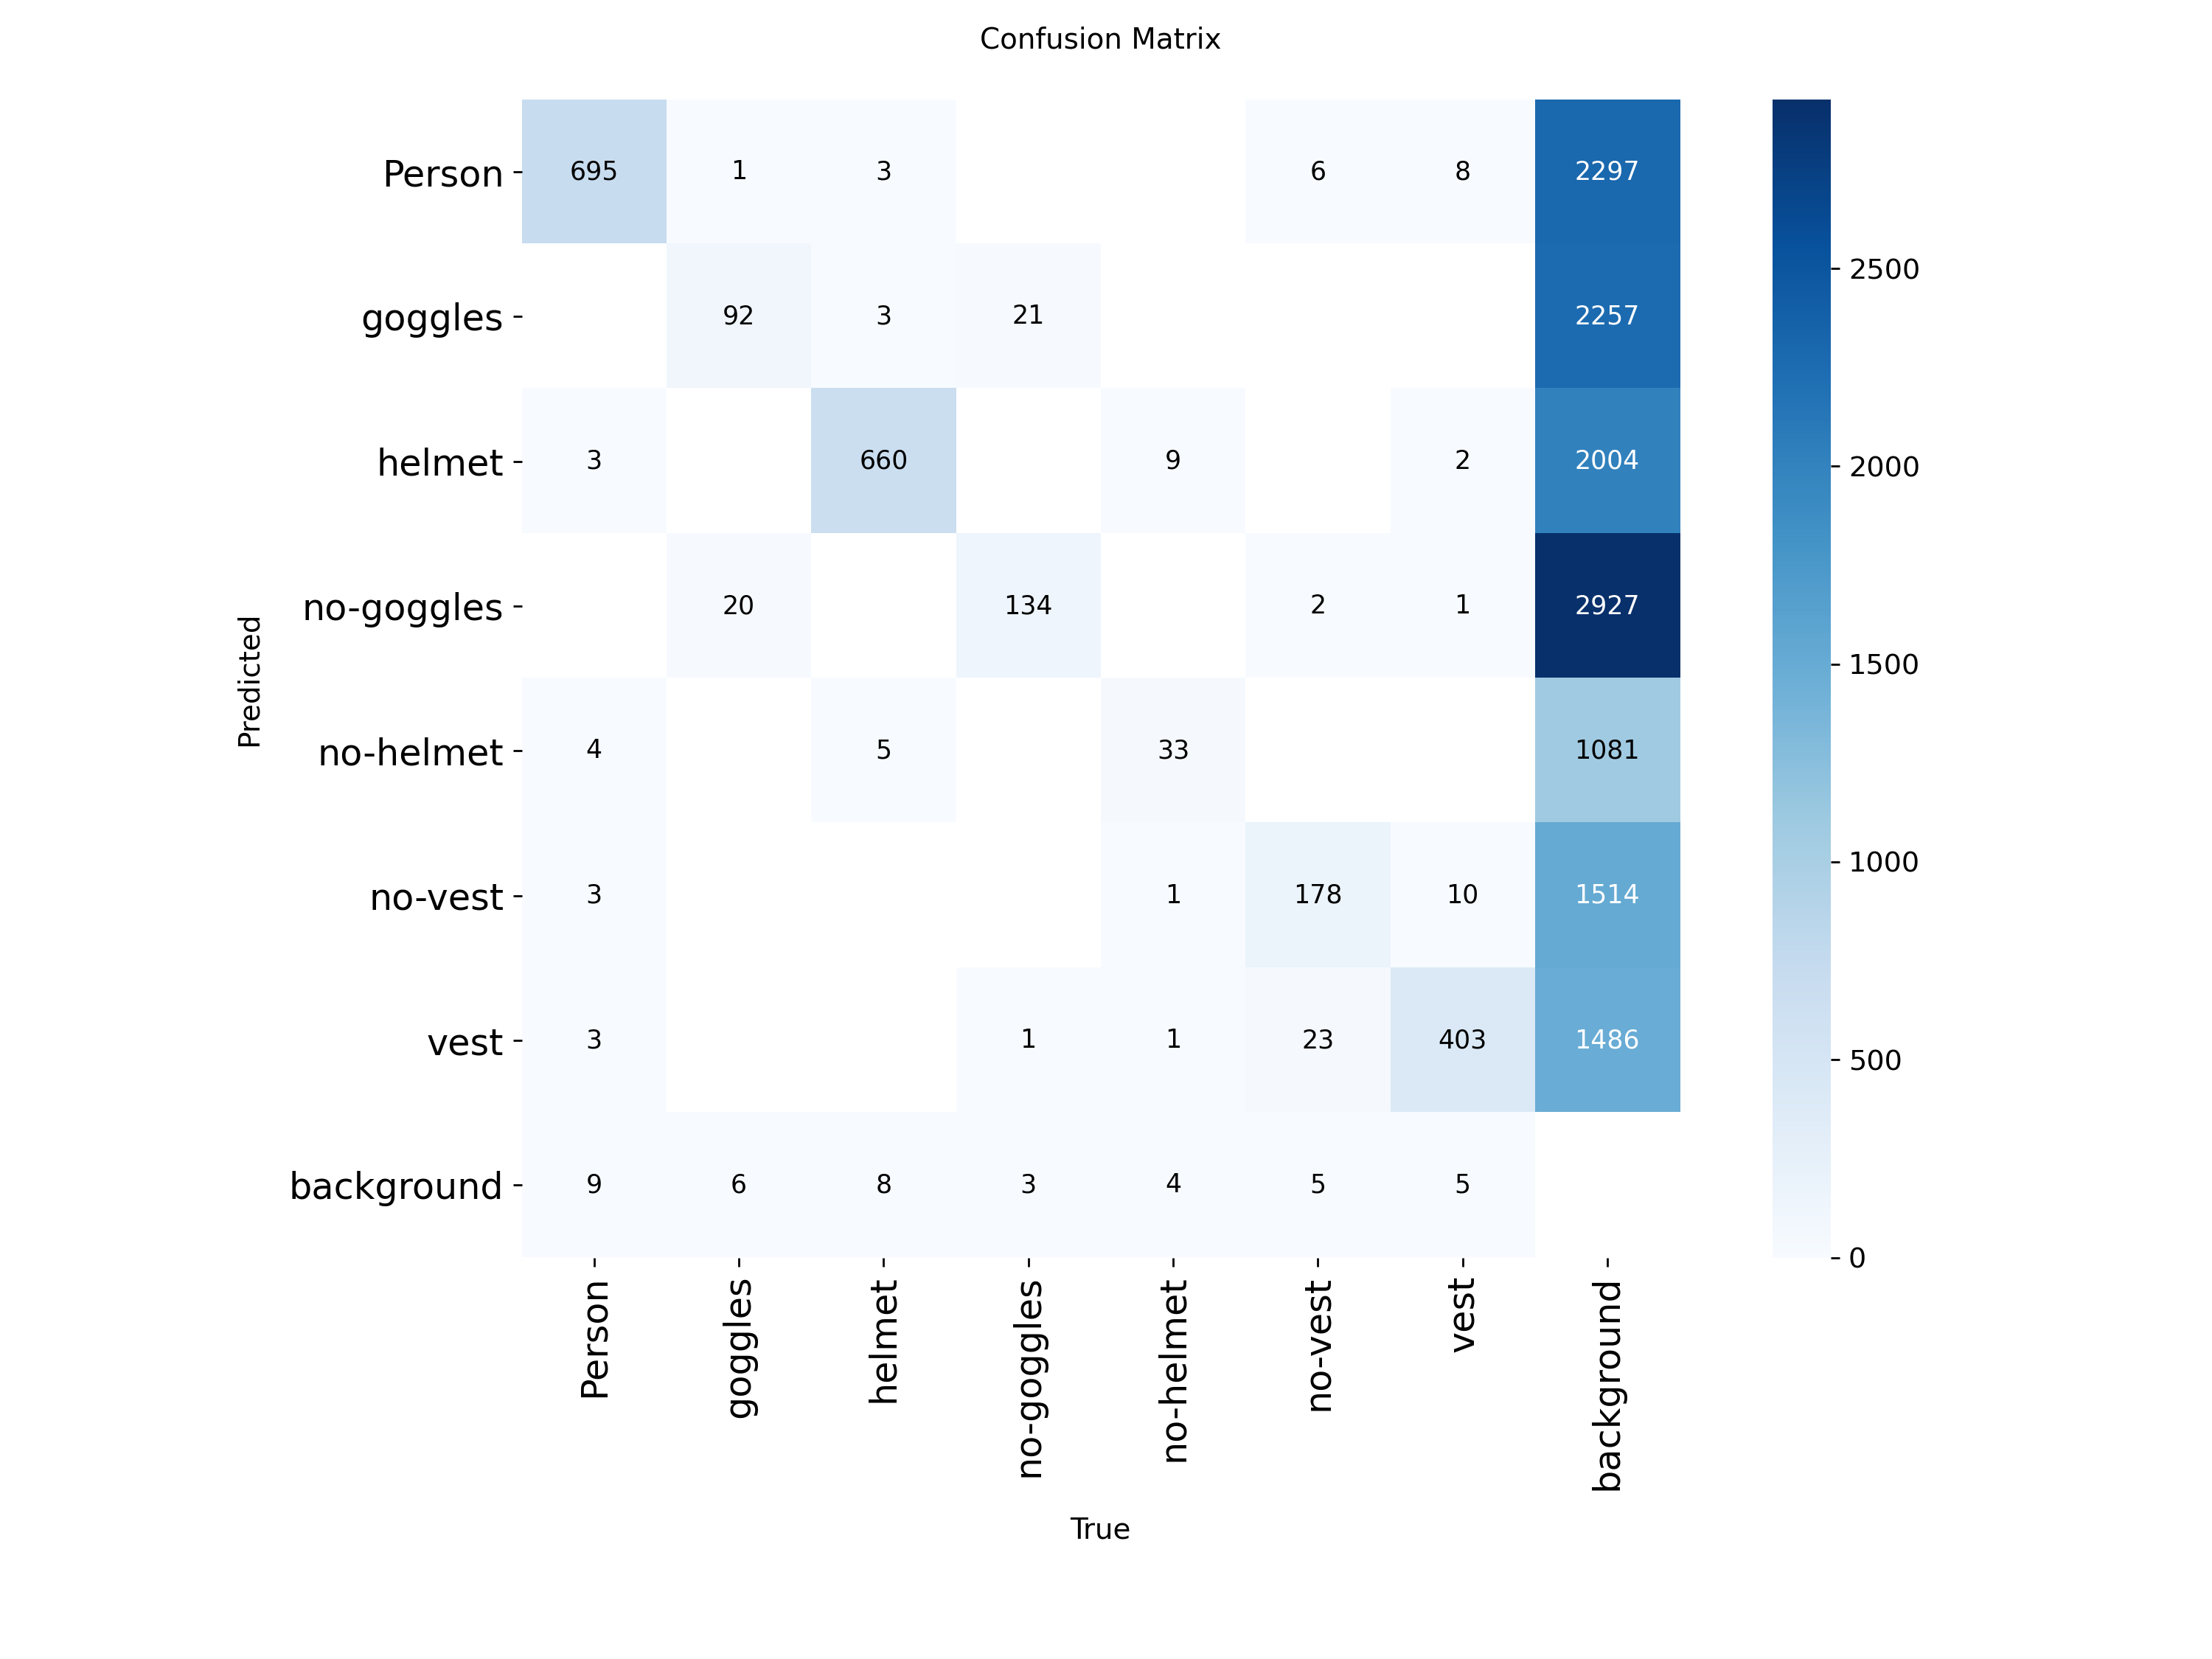 Confusion Matrix
Person 695 1 3 6 8 2297
goggles 92 3 21 2257
2500
helmet 3 660 9 2 2004
2000
no-goggles 20 134 2 1 2927
Predicted
1500
no-helmet 4 5 33 1081
1000
no-vest 3 1 178 10 1514
vest 3 1 1 23 403 1486
500
background 9 6 8 3 4 5 5
0
Person goggles helmet no-goggles no-helmet no-vest vest background
True